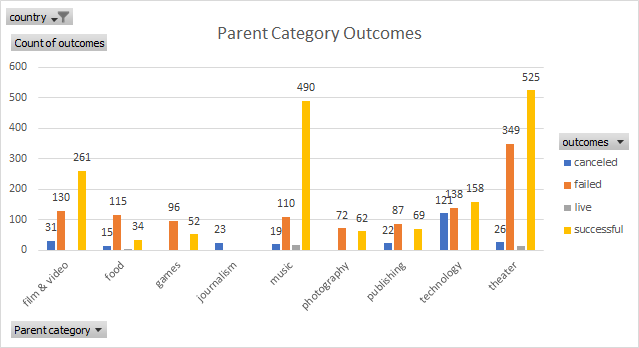 country
Parent Category Outcomes
Count of outcomes
600
500
400
300
200
100
0
31 130 261
15 115 34
96 52
23
19 110 490
72 62
22 87 69
121 138 158
26 349 525
film & video
food
games
journalism
music
photography
publishing
technology
theater
outcomes
canceled
failed
live
successful
Parent category